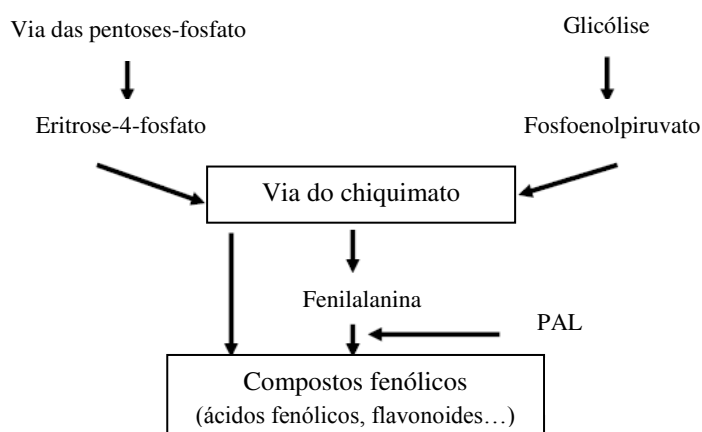 Via das pentoses-fosfato
Glicólise
Eritrose-4-fosfato
Fosfoenolpiruvato
Via do chiquimato
Fenilalanina
PAL
Compostos fenólicos
(ácidos fenólicos, flavonoides…)